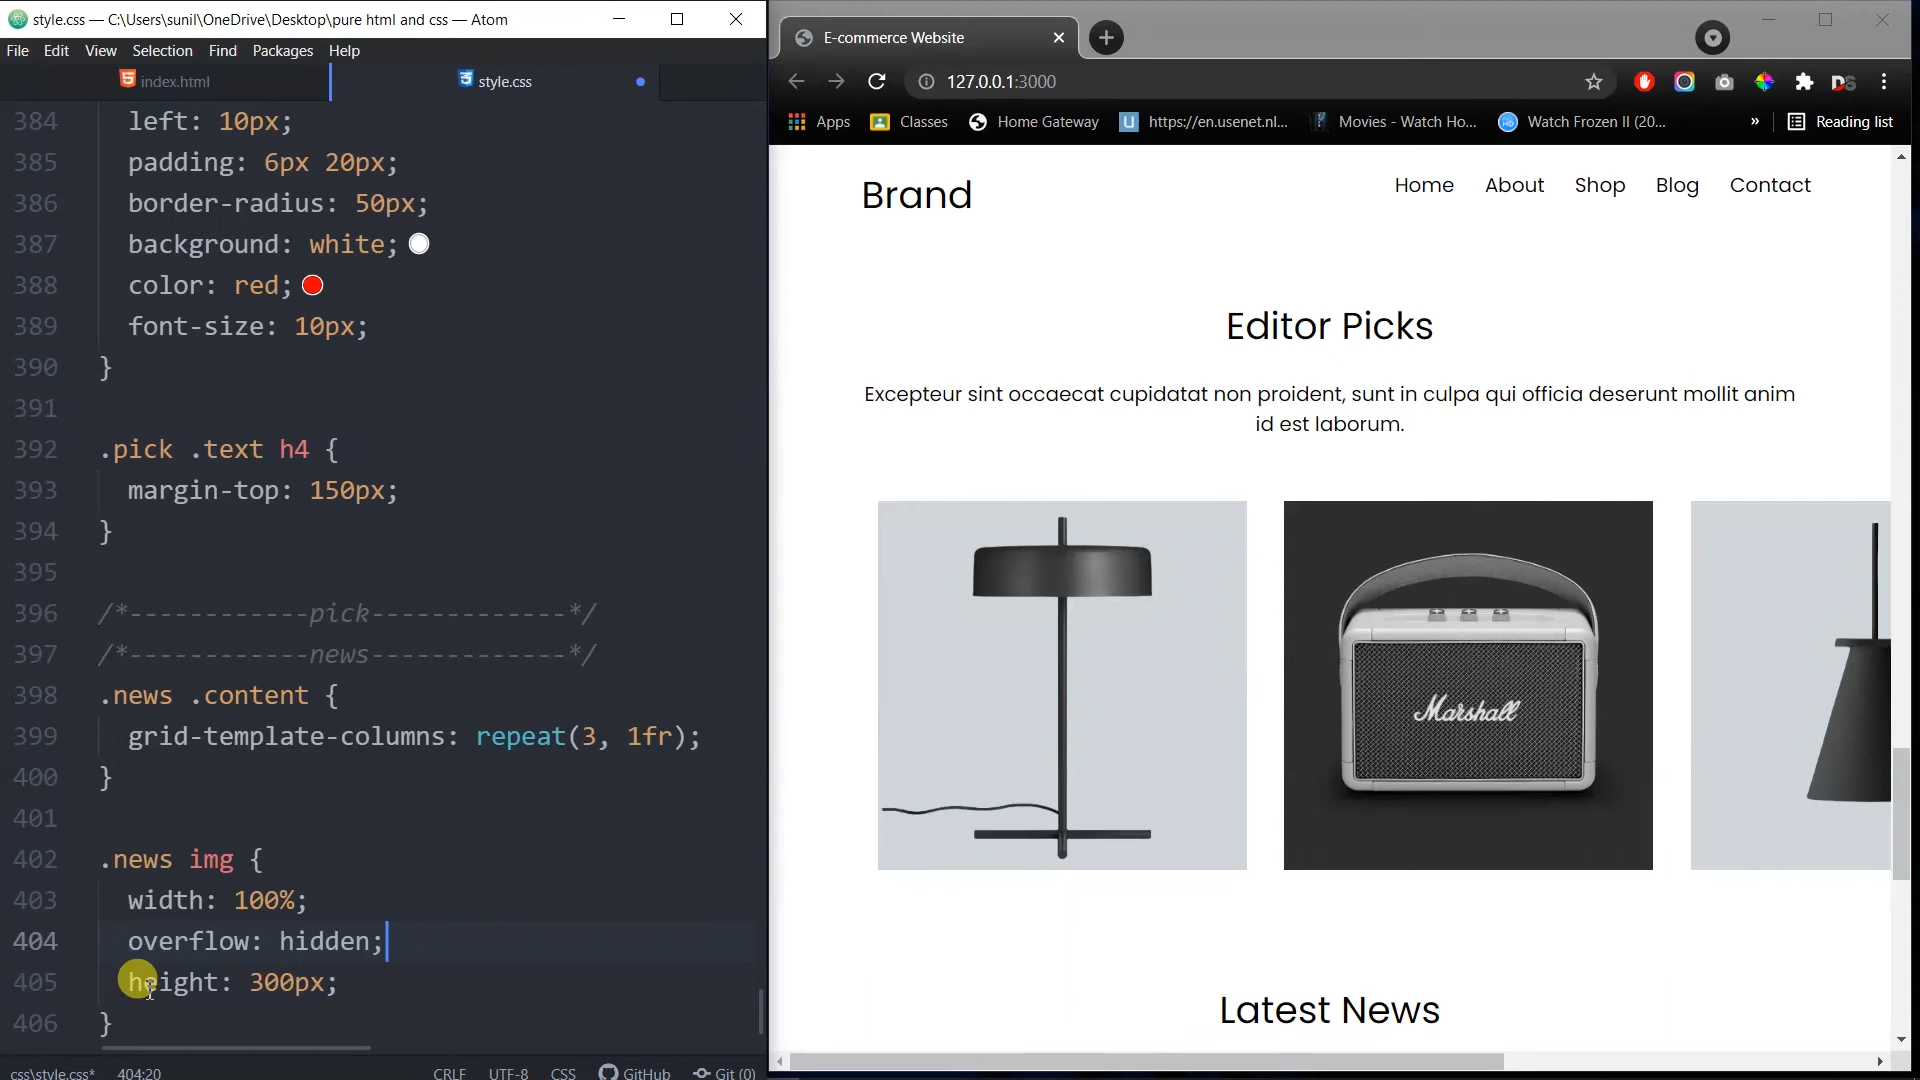 style.css — C:\Users\sunil\OneDrive\Desktop\pure html and css — Atom
File Edit View Selection Find Packages Help
index.html
style.css
384 left: 10px;
385 padding: 6px 20px;
386 border-radius: 50px;
387 background: white;
388 color: red;
389 font-size: 10px;
390 }
391
392 .pick .text h4 {
393 margin-top: 150px;
394 }
395
396 /*------------pick-------------*/
397 /*------------news-------------*/
398 .news .content {
399 grid-template-columns: repeat(3, 1fr);
400 }
401
402 .news img {
403 width: 100%;
404 overflow: hidden;
405 height: 300px;
406 }
css\style.css* 404:20 CRLF UTF-8 CSS GitHub Git (0)
E-commerce Website
127.0.0.1:3000
Apps Classes Home Gateway https://en.usenet.nl... Movies - Watch Ho... Watch Frozen II (20... » Reading list
Brand
Home About Shop Blog Contact
Editor Picks
Excepteur sint occaecat cupidatat non proident, sunt in culpa qui officia deserunt mollit anim
id est laborum.
Marshall
Latest News